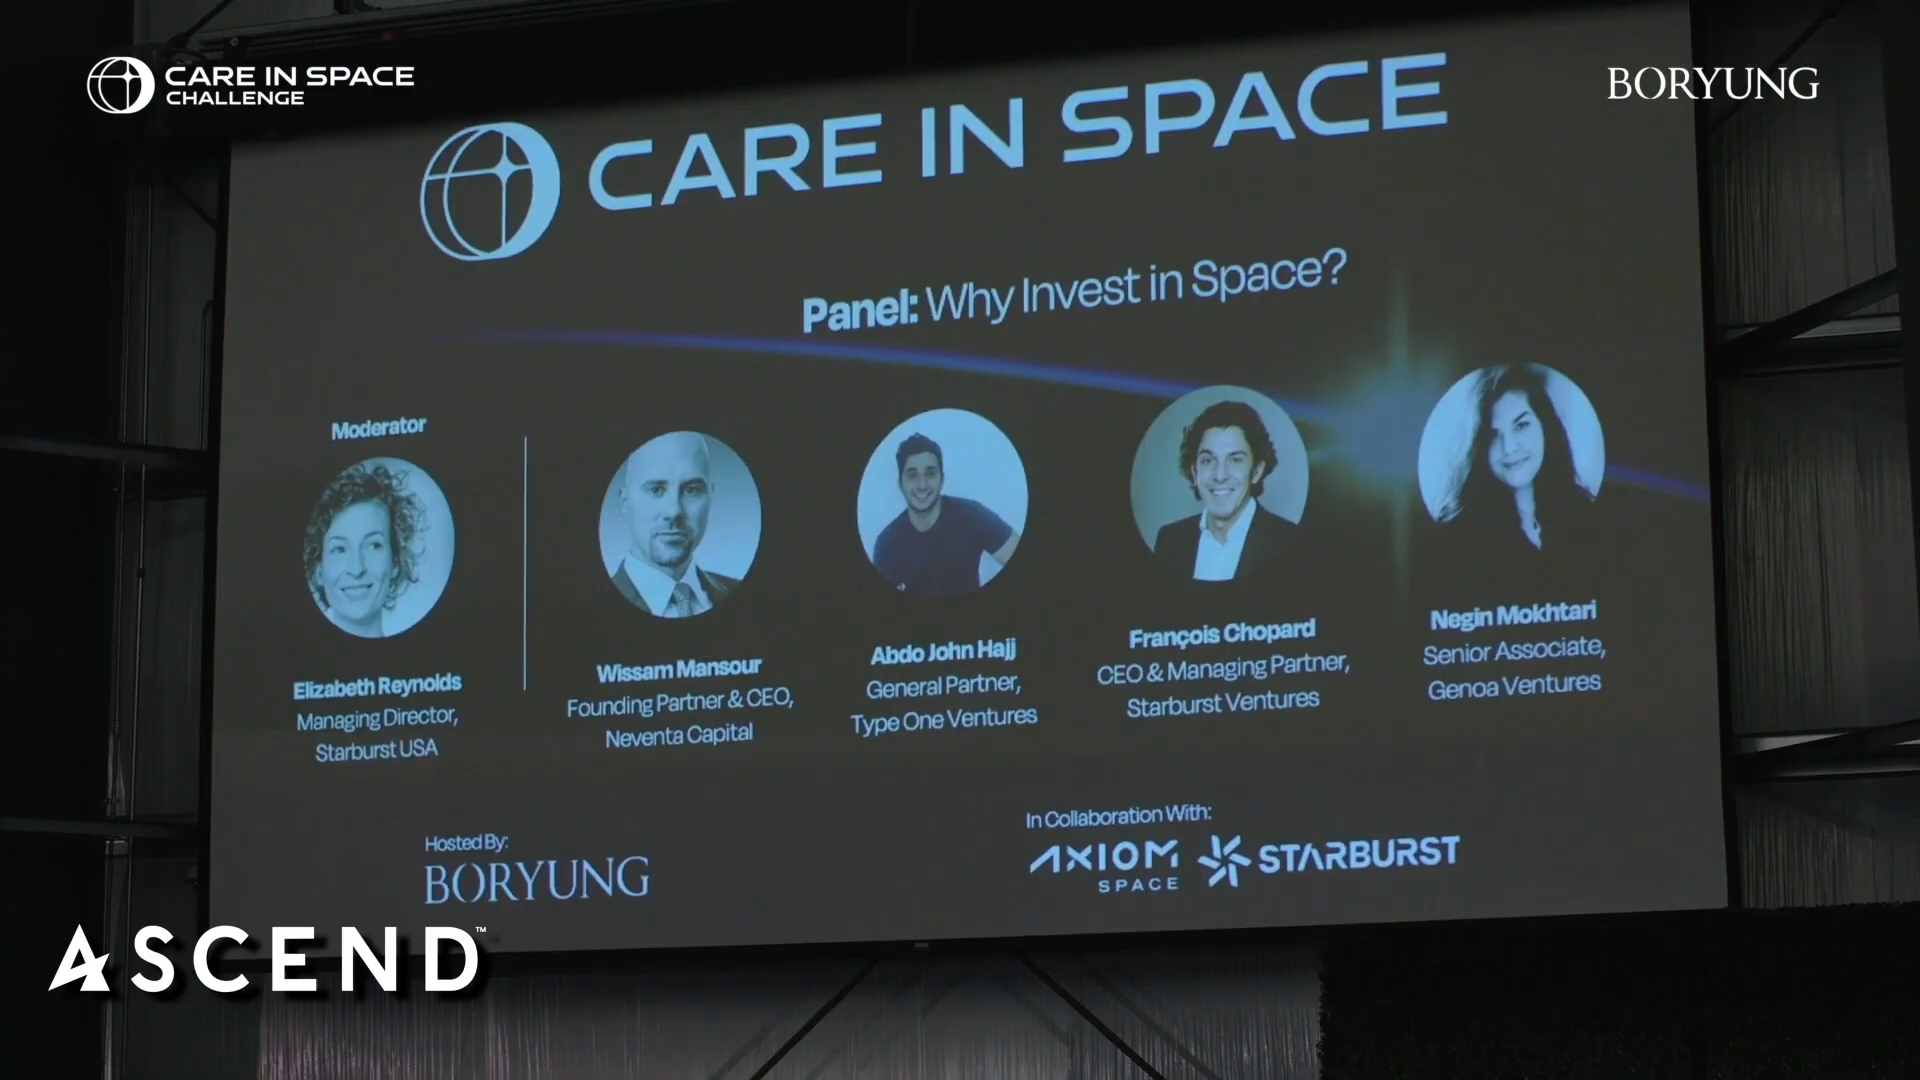 CARE IN SPACE
CHALLENGE
BORYUNG
CARE IN SPACE
Panel: Why Invest in Space?
Moderator
Elizabeth Reynolds
Managing Director,
Starburst USA
Wissam Mansour
Founding Partner & CEO,
Neventa Capital
Abdo John Hajj
General Partner,
Type One Ventures
François Chopard
CEO & Managing Partner,
Starburst Ventures
Negin Mokhtari
Senior Associate,
Genoa Ventures
Hosted By:
BORYUNG
In Collaboration With:
AXIOM
SPACE
STARBURST
ASCEND™